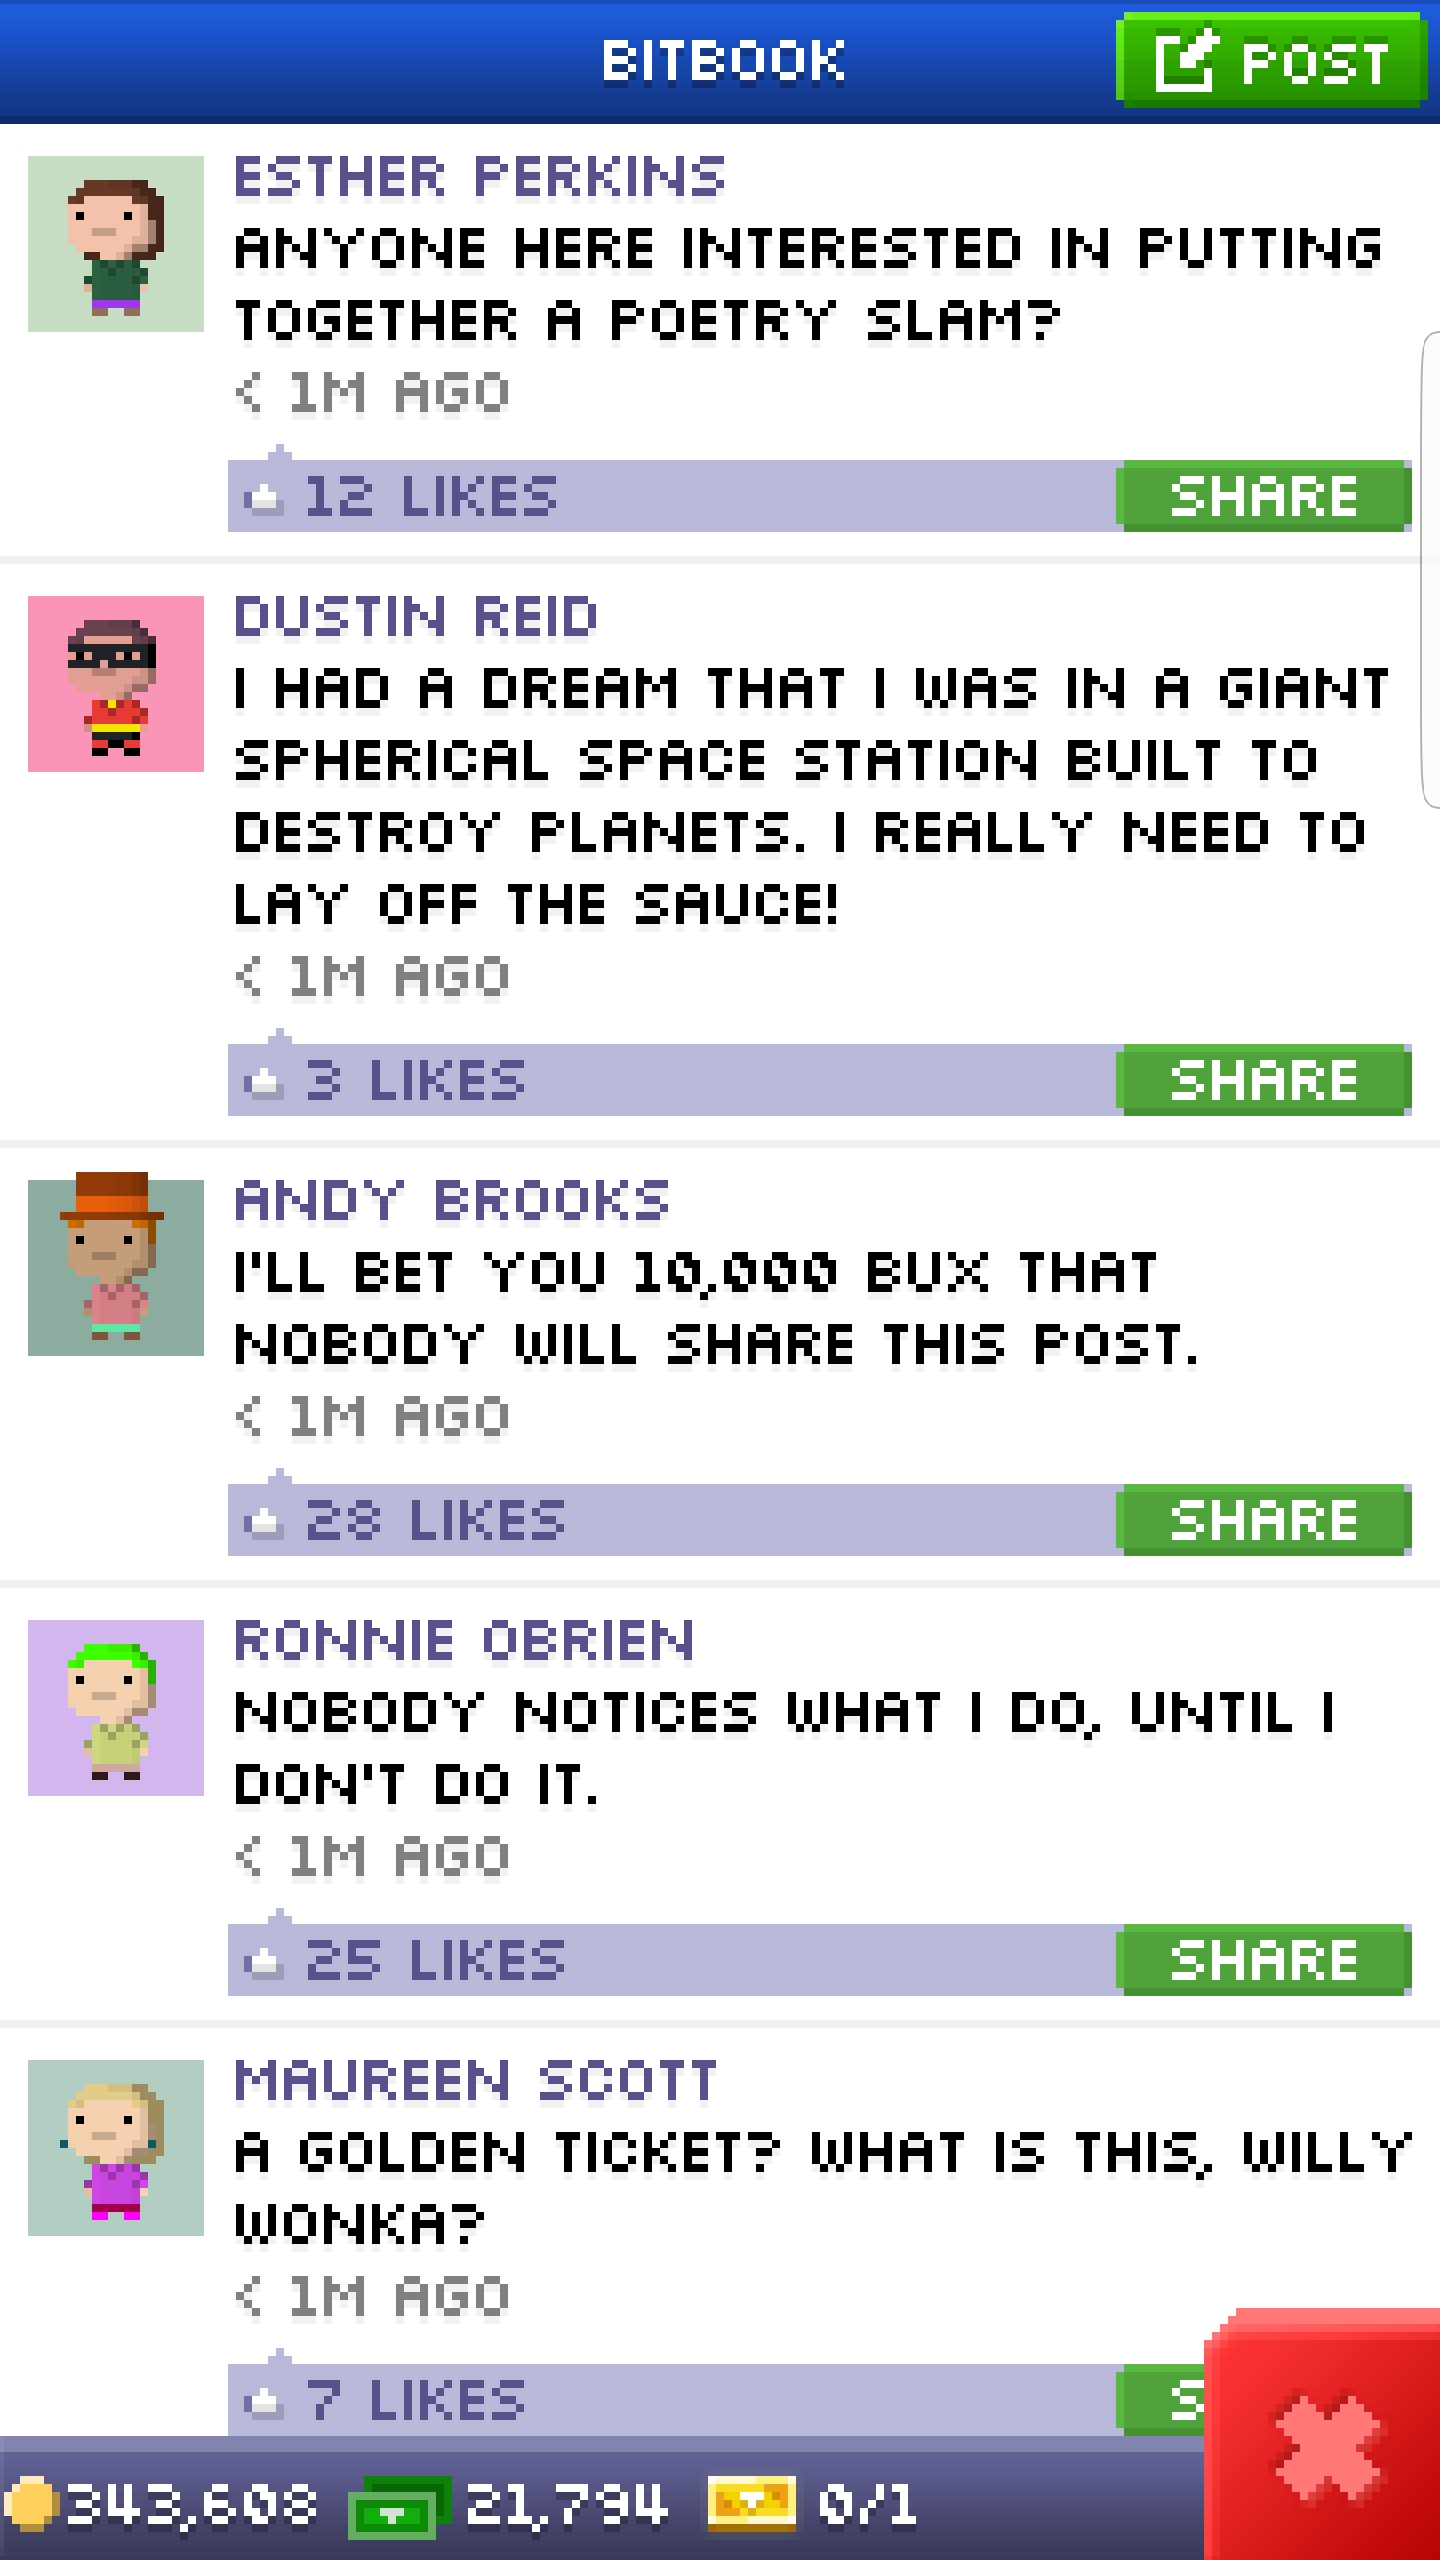 BITBOOK
POST
ESTHER PERKINS
ANYONE HERE INTERESTED IN PUTTING
TOGETHER A POETRY SLAM?
< 1M AGO
12 LIKES
SHARE
DUSTIN REID
I HAD A DREAM THAT I WAS IN A GIANT
SPHERICAL SPACE STATION BUILT TO
DESTROY PLANETS. I REALLY NEED TO
LAY OFF THE SAUCE!
< 1M AGO
3 LIKES
SHARE
ANDY BROOKS
I'LL BET YOU 10,000 BUX THAT
NOBODY WILL SHARE THIS POST.
< 1M AGO
28 LIKES
SHARE
RONNIE OBRIEN
NOBODY NOTICES WHAT I DO, UNTIL I
DON'T DO IT.
< 1M AGO
25 LIKES
SHARE
MAUREEN SCOTT
A GOLDEN TICKET? WHAT IS THIS, WILLY
WONKA?
< 1M AGO
7 LIKES
S
343,608
21,794
0/1